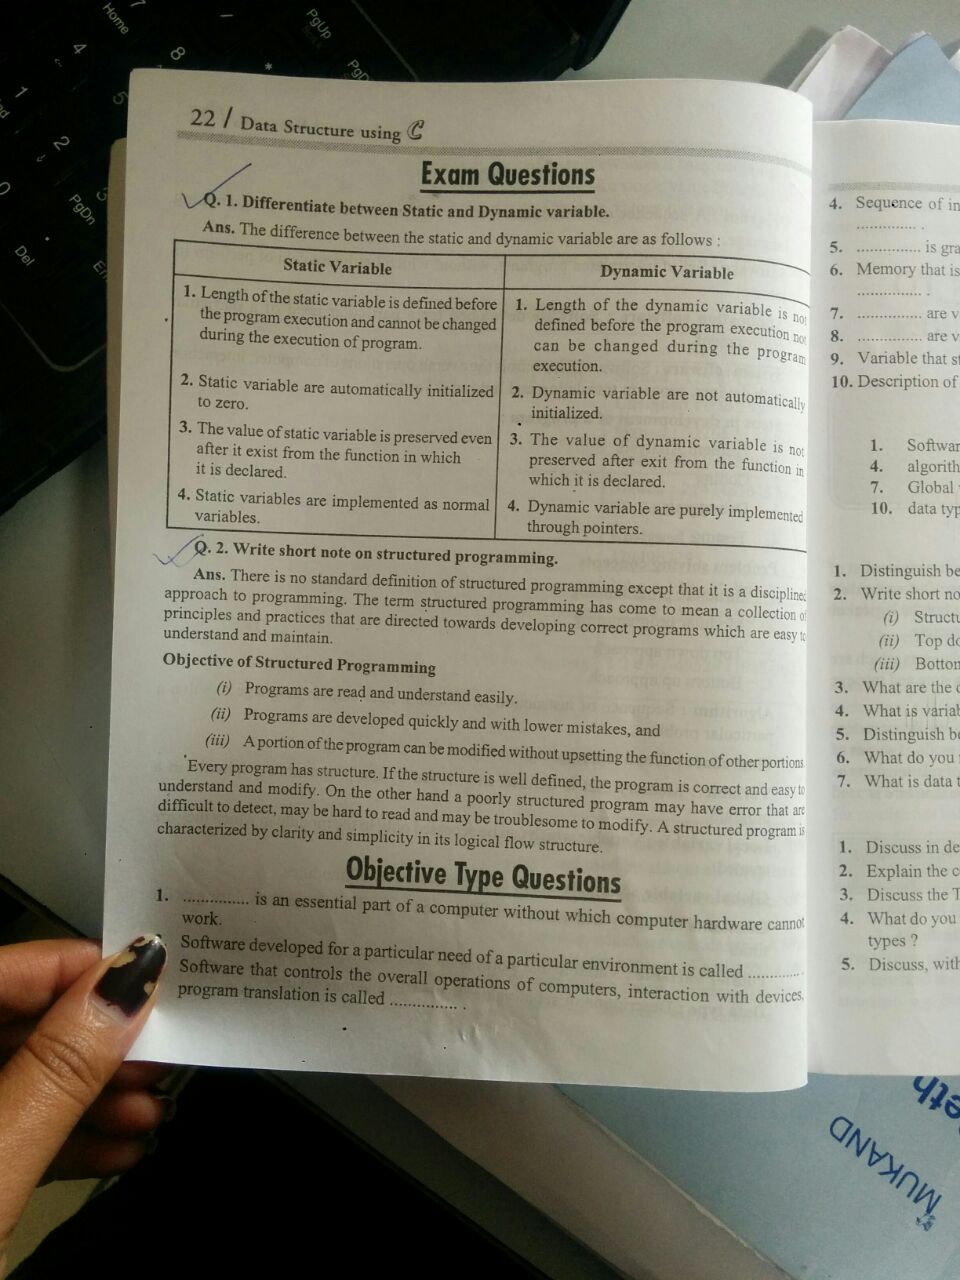 22 / Data Structure using C
Exam Questions
Q. 1. Differentiate between Static and Dynamic variable.
Ans. The difference between the static and dynamic variable are as follows :
Static Variable
1. Length of the static variable is defined before
the program execution and cannot be changed
during the execution of program.
2. Static variable are automatically initialized
to zero.
3. The value of static variable is preserved even
after it exist from the function in which
it is declared.
4. Static variables are implemented as normal
variables.
Dynamic Variable
1. Length of the dynamic variable is not
defined before the program execution not
can be changed during the program
execution.
2. Dynamic variable are not automatically
initialized.
3. The value of dynamic variable is not
preserved after exit from the function in
which it is declared.
4. Dynamic variable are purely implemented
through pointers.
Q. 2. Write short note on structured programming.
Ans. There is no standard definition of structured programming except that it is a disciplined
approach to programming. The term structured programming has come to mean a collection of
principles and practices that are directed towards developing correct programs which are easy to
understand and maintain.
Objective of Structured Programming
(i) Programs are read and understand easily.
(ii) Programs are developed quickly and with lower mistakes, and
(iii) A portion of the program can be modified without upsetting the function of other portions.
Every program has structure. If the structure is well defined, the program is correct and easy to
understand and modify. On the other hand a poorly structured program may have error that are
difficult to detect, may be hard to read and may be troublesome to modify. A structured program is
characterized by clarity and simplicity in its logical flow structure.
Objective Type Questions
1. ............... is an essential part of a computer without which computer hardware cannot
work.
Software developed for a particular need of a particular environment is called ............
Software that controls the overall operations of computers, interaction with devices,
program translation is called ............... .
4. Sequence of in
............... .
5. ............... is gra
6. Memory that is
............... .
7. ............... are v
8. ............... are v
9. Variable that st
10. Description of
1. Softwar
4. algorith
7. Global
10. data typ
1. Distinguish be
2. Write short no
(i) Structu
(ii) Top do
(iii) Bottom
3. What are the
4. What is variab
5. Distinguish be
6. What do you
7. What is data t
1. Discuss in de
2. Explain the c
3. Discuss the T
4. What do you
types ?
5. Discuss, with
eth
MUKAND
Home
7
PgUp
4
8
*
1
5
2
0
PgDn
Del